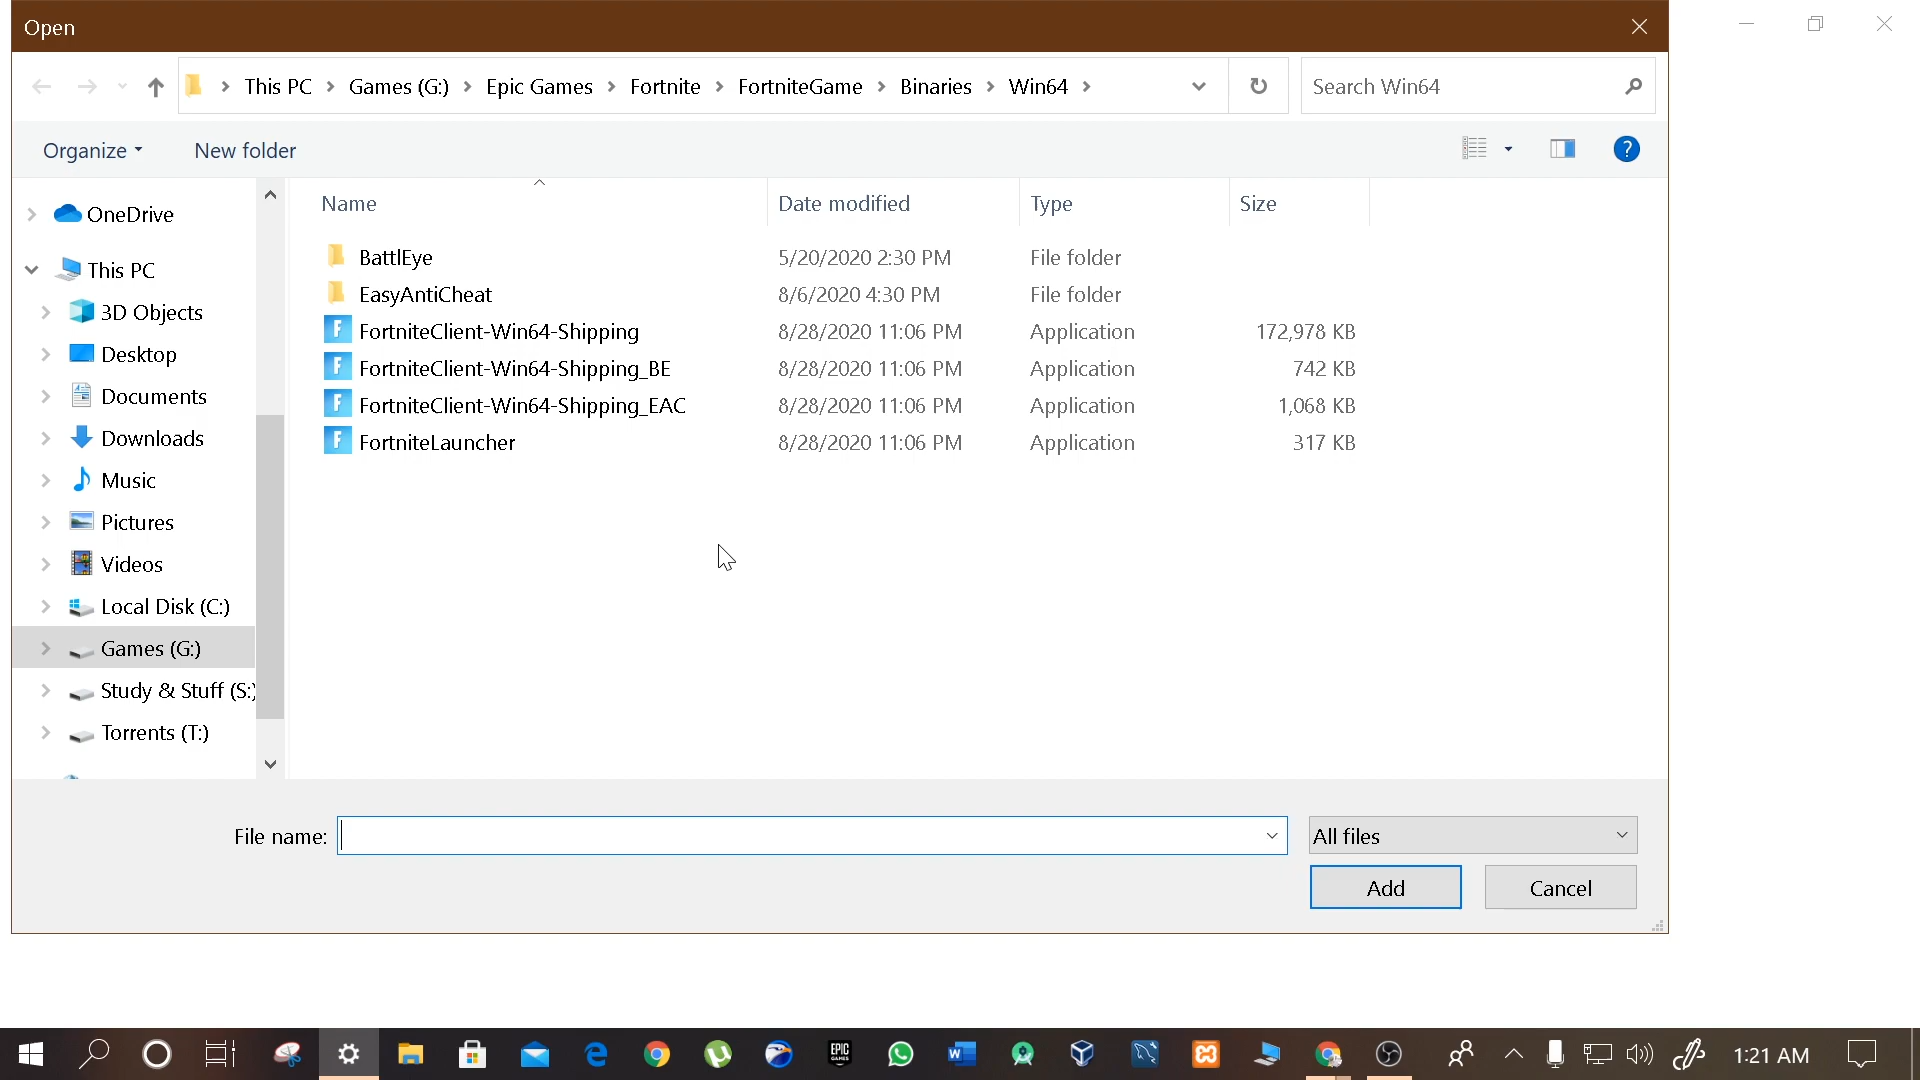 Open
This PC > Games (G:) > Epic Games > Fortnite > FortniteGame > Binaries > Win64 >
Search Win64
Organize
New folder
?
Name
Date modified
Type
Size
OneDrive
This PC
3D Objects
Desktop
Documents
Downloads
Music
Pictures
Videos
Local Disk (C:)
Games (G:)
Study & Stuff (S:)
Torrents (T:)
BattlEye 5/20/2020 2:30 PM File folder
EasyAntiCheat 8/6/2020 4:30 PM File folder
FortniteClient-Win64-Shipping 8/28/2020 11:06 PM Application 172,978 KB
FortniteClient-Win64-Shipping_BE 8/28/2020 11:06 PM Application 742 KB
FortniteClient-Win64-Shipping_EAC 8/28/2020 11:06 PM Application 1,068 KB
FortniteLauncher 8/28/2020 11:06 PM Application 317 KB
File name:
All files
Add
Cancel
EPIC
GAMES
1:21 AM